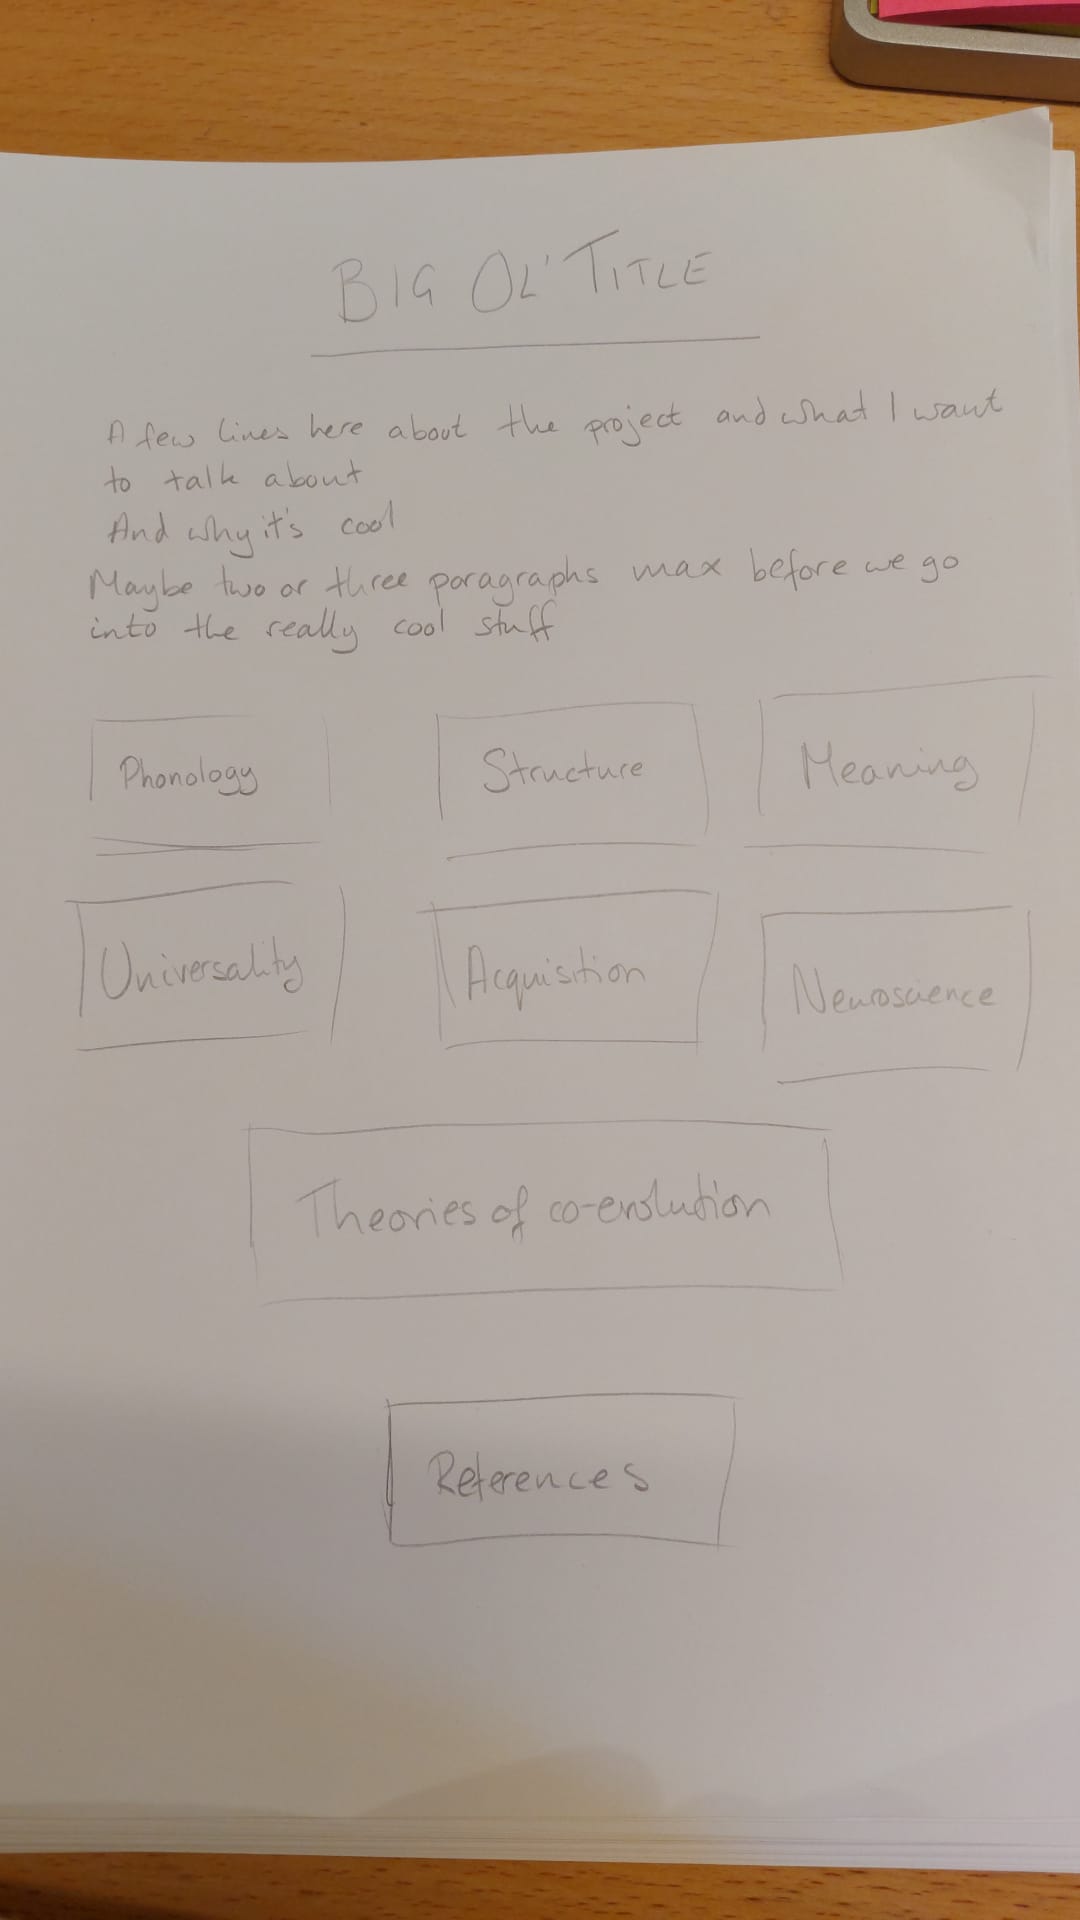 BIG OL' TITLE
A few lines here about the project and what I want
to talk about
And why it's cool
Maybe two or three paragraphs max before we go
into the really cool stuff
Phonology
Structure
Meaning
Universality
Acquisition
Neuroscience
Theories of co-evolution
References